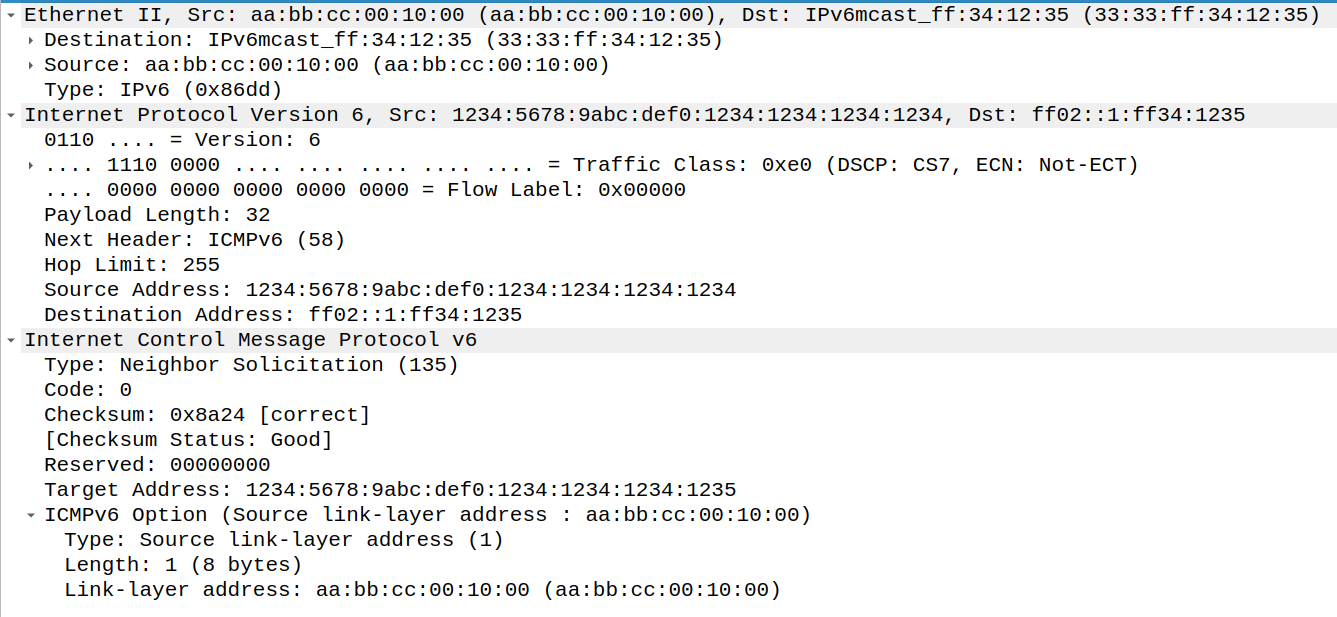 Ethernet II, Src: aa:bb:cc:00:10:00 (aa:bb:cc:00:10:00), Dst: IPv6mcast_ff:34:12:35 (33:33:ff:34:12:35)
Destination: IPv6mcast_ff:34:12:35 (33:33:ff:34:12:35)
Source: aa:bb:cc:00:10:00 (aa:bb:cc:00:10:00)
Type: IPv6 (0x86dd)
Internet Protocol Version 6, Src: 1234:5678:9abc:def0:1234:1234:1234:1234, Dst: ff02::1:ff34:1235
0110 .... = Version: 6
.... 1110 0000 .... .... .... .... .... = Traffic Class: 0xe0 (DSCP: CS7, ECN: Not-ECT)
.... 0000 0000 0000 0000 0000 = Flow Label: 0x00000
Payload Length: 32
Next Header: ICMPv6 (58)
Hop Limit: 255
Source Address: 1234:5678:9abc:def0:1234:1234:1234:1234
Destination Address: ff02::1:ff34:1235
Internet Control Message Protocol v6
Type: Neighbor Solicitation (135)
Code: 0
Checksum: 0x8a24 [correct]
[Checksum Status: Good]
Reserved: 00000000
Target Address: 1234:5678:9abc:def0:1234:1234:1234:1235
ICMPv6 Option (Source link-layer address : aa:bb:cc:00:10:00)
Type: Source link-layer address (1)
Length: 1 (8 bytes)
Link-layer address: aa:bb:cc:00:10:00 (aa:bb:cc:00:10:00)